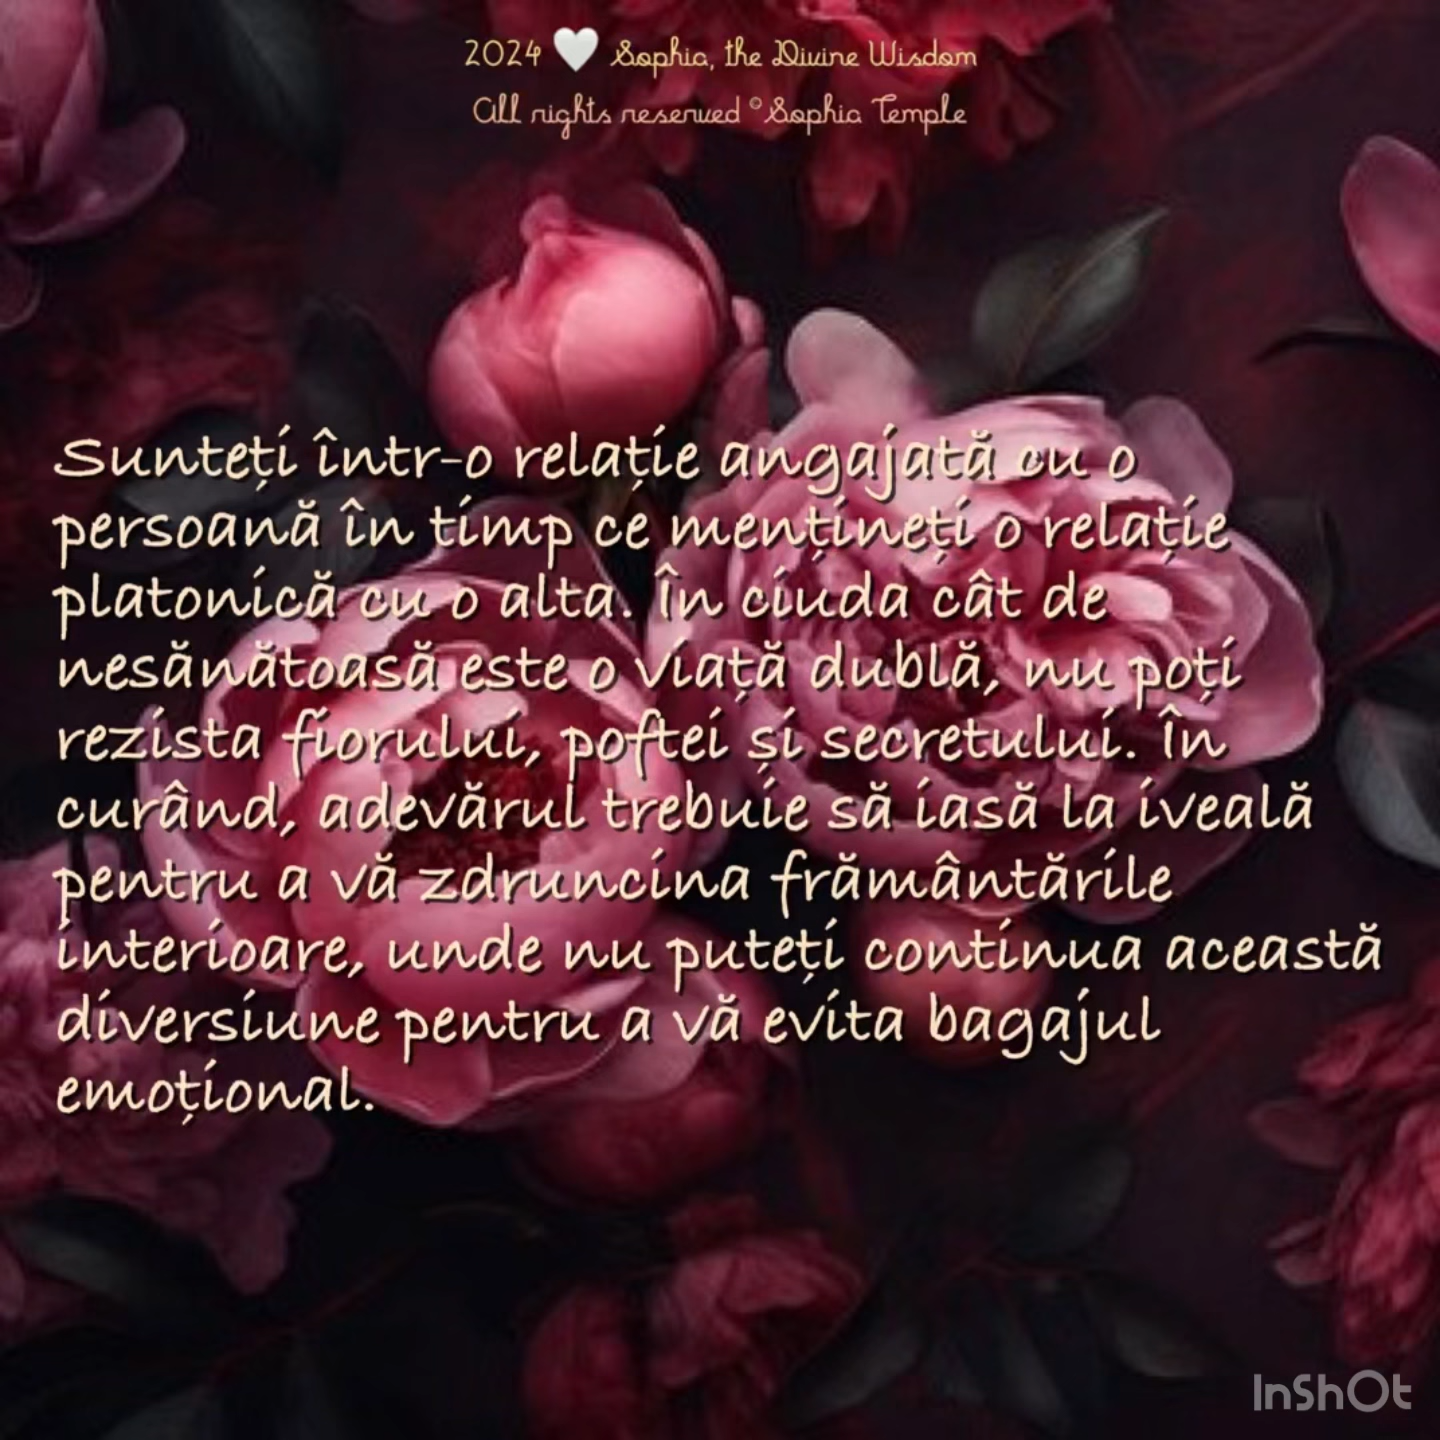 2024 🤍 Sophia, the Divine Wisdom
All rights reserved © Sophia Temple
Sunteți într-o relație angajată cu o
persoană în timp ce mențineți o relație
platonică cu o alta. În ciuda cât de
nesănătoasă este o viață dublă, nu poți
rezista fiorului, poftei și secretului. În
curând, adevărul trebuie să iasă la iveală
pentru a vă zdruncina frământările
interioare, unde nu puteți continua această
diversiune pentru a vă evita bagajul
emoțional.
InShOt